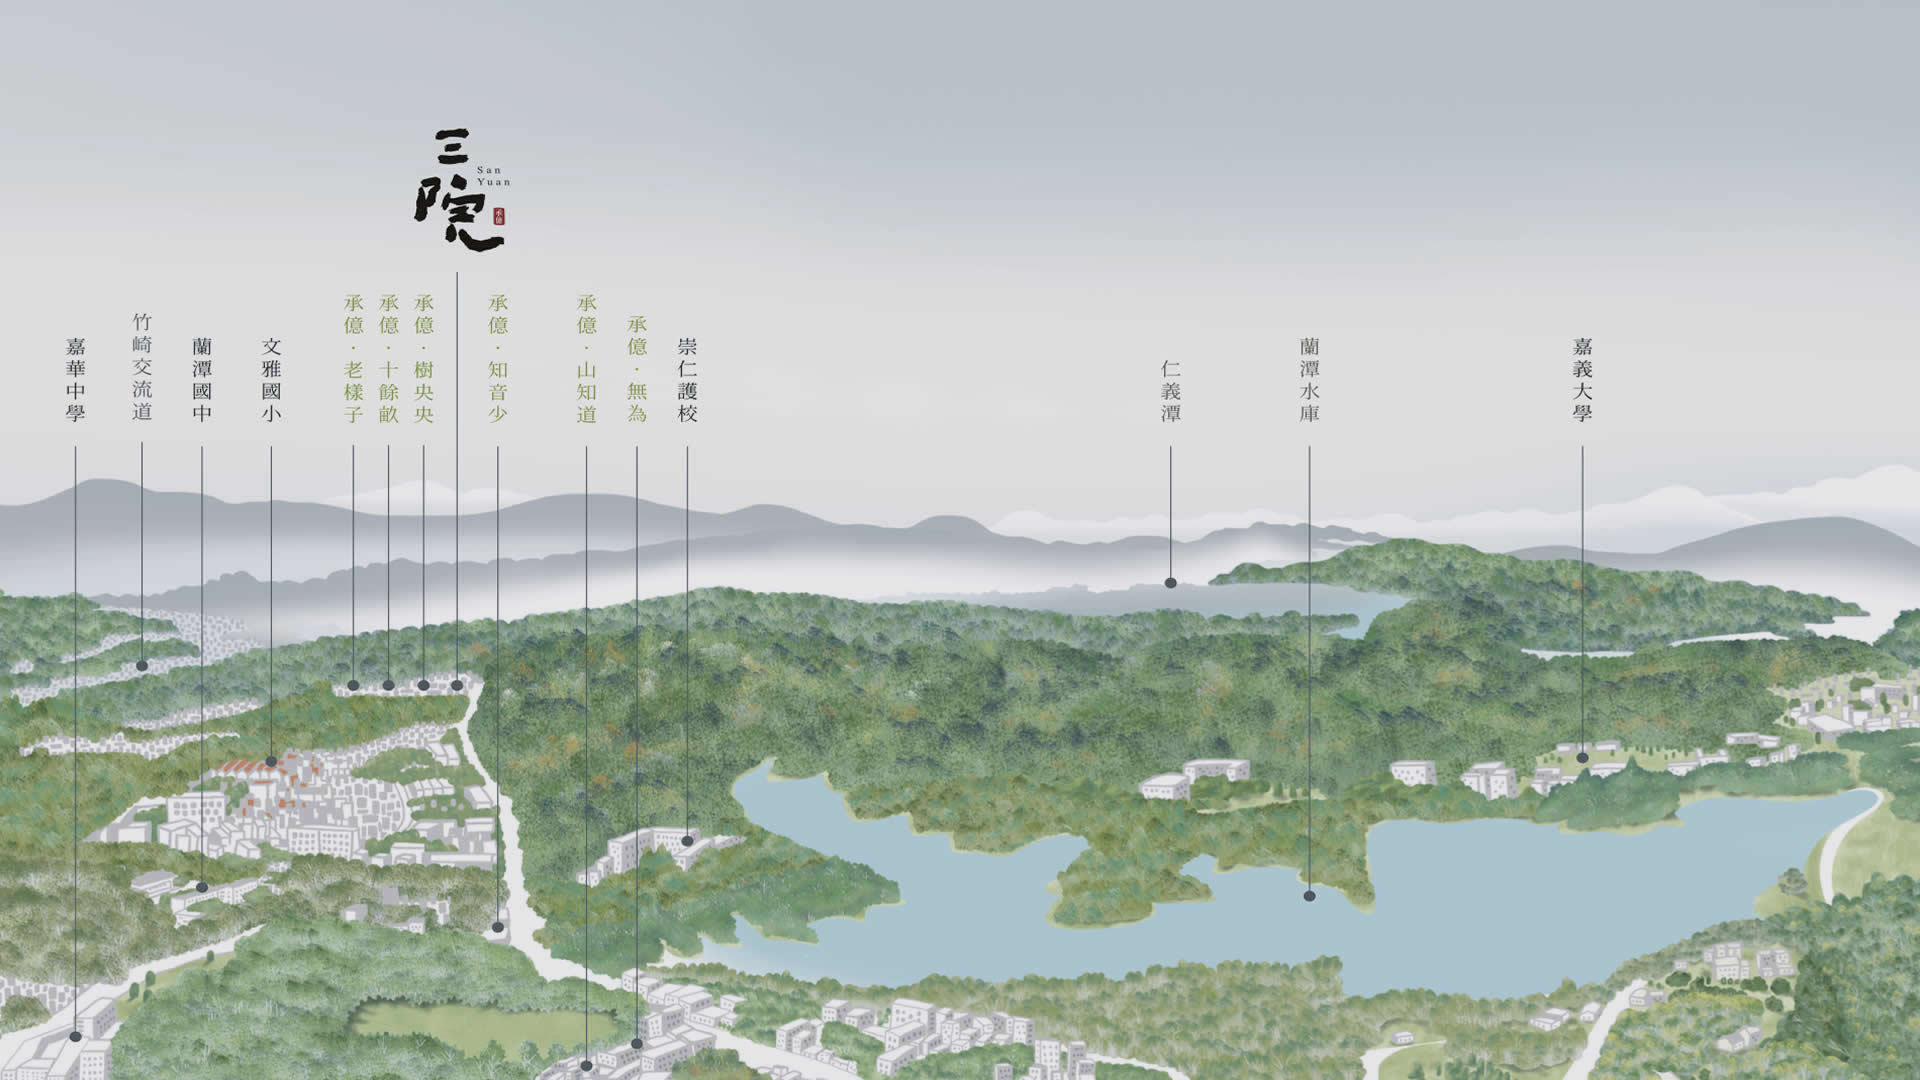 三院
San
Yuan
承億
嘉華中學
竹崎交流道
蘭潭國中
文雅國小
承億·老樣子
承億·十餘畝
承億·樹央央
承億·知音少
承億·山知道
承億·無為
崇仁護校
仁義潭
蘭潭水庫
嘉義大學